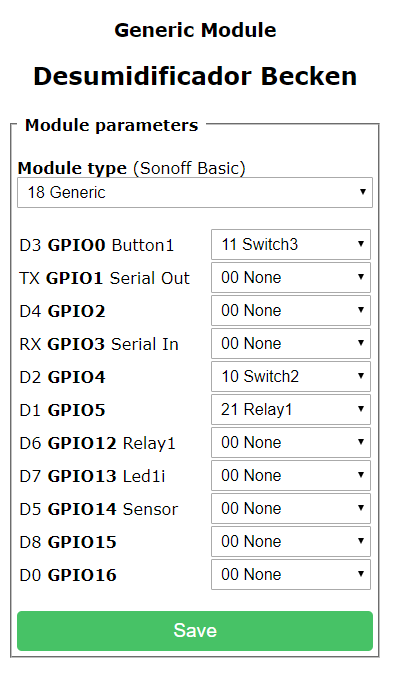 Generic Module
Desumidificador Becken
Module parameters
Module type (Sonoff Basic)
18 Generic
D3 GPIO0 Button1 11 Switch3
TX GPIO1 Serial Out 00 None
D4 GPIO2 00 None
RX GPIO3 Serial In 00 None
D2 GPIO4 10 Switch2
D1 GPIO5 21 Relay1
D6 GPIO12 Relay1 00 None
D7 GPIO13 Led1i 00 None
D5 GPIO14 Sensor 00 None
D8 GPIO15 00 None
D0 GPIO16 00 None
Save